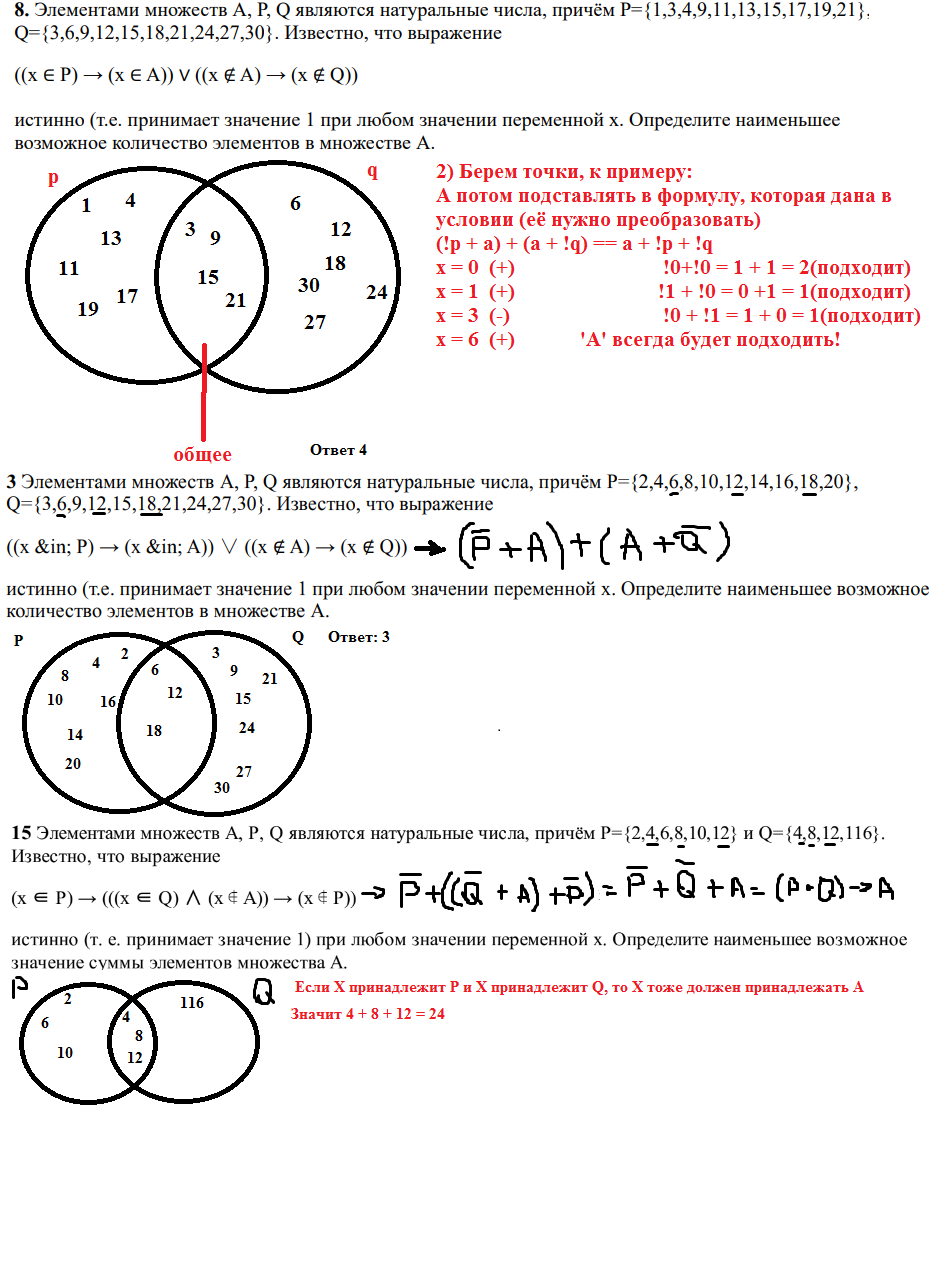 8. Элементами множеств А, P, Q являются натуральные числа, причём P={1,3,4,9,11,13,15,17,19,21},
Q={3,6,9,12,15,18,21,24,27,30}. Известно, что выражение
((x ∈ P) → (x ∈ A)) ∨ ((x ∉ A) → (x ∉ Q))
истинно (т.е. принимает значение 1 при любом значении переменной х. Определите наименьшее
возможное количество элементов в множестве A.
p
q
1 4
13
11
19 17
3 9
15
21
6
12
18
30
24
27
общее
2) Берем точки, к примеру:
А потом подставлять в формулу, которая дана в
условии (её нужно преобразовать)
(!p + a) + (a + !q) == a + !p + !q
x = 0 (+) !0+!0 = 1 + 1 = 2(подходит)
x = 1 (+) !1 + !0 = 0 +1 = 1(подходит)
x = 3 (-) !0 + !1 = 1 + 0 = 1(подходит)
x = 6 (+) 'A' всегда будет подходить!
Ответ 4
3 Элементами множеств А, P, Q являются натуральные числа, причём P={2,4,6,8,10,12,14,16,18,20},
Q={3,6,9,12,15,18,21,24,27,30}. Известно, что выражение
((x &in; P) → (x &in; A)) ∨ ((x ∉ A) → (x ∉ Q)) → (P̅ + A) + (A + Q̅)
истинно (т.е. принимает значение 1 при любом значении переменной х. Определите наименьшее возможное
количество элементов в множестве A.
P
Q
Ответ: 3
2
4
8
10
16
14
20
6
12
18
3
9
21
15
24
27
30
15 Элементами множеств А, P, Q являются натуральные числа, причём P={2,4,6,8,10,12} и Q={4,8,12,116}.
Известно, что выражение
(x ∈ P) → (((x ∈ Q) ∧ (x ∉ A)) → (x ∉ P)) → P̅+((Q̅ + A) + P̅) = P̅ + Q̅ + A = (P·Q) → A
истинно (т. е. принимает значение 1) при любом значении переменной х. Определите наименьшее возможное
значение суммы элементов множества A.
P
Q
2
6
10
4
8
12
116
Если X принадлежит P и X принадлежит Q, то X тоже должен принадлежать A
Значит 4 + 8 + 12 = 24